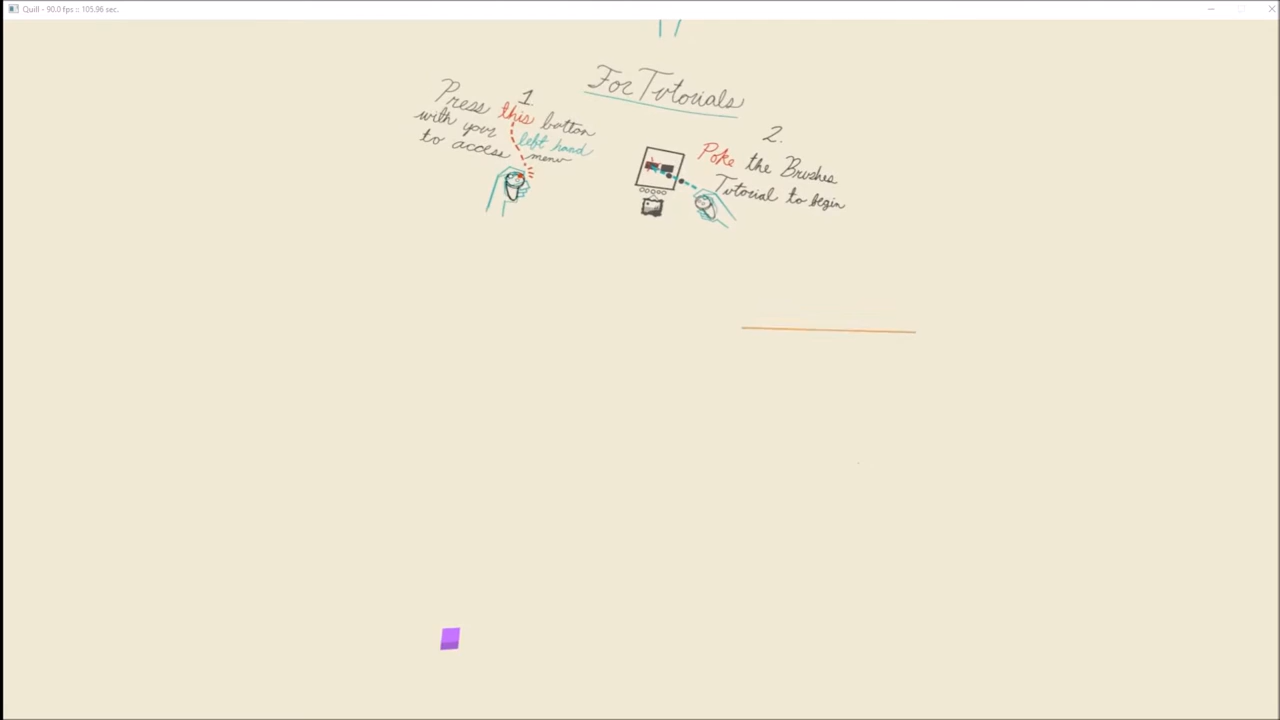 Quill - 90.0 fps :: 105.96 sec.
For Tutorials
1.
Press this button
with your left hand
to access menu
2.
Poke the Brushes
Tutorial to begin